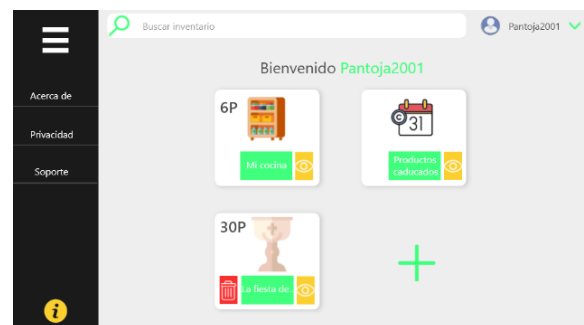 Buscar inventario
Pantoja2001
Bienvenido Pantoja2001
Acerca de
Privacidad
Soporte
6P
Mi cocina
31
Productos
caducados
30P
La fiesta de...
i